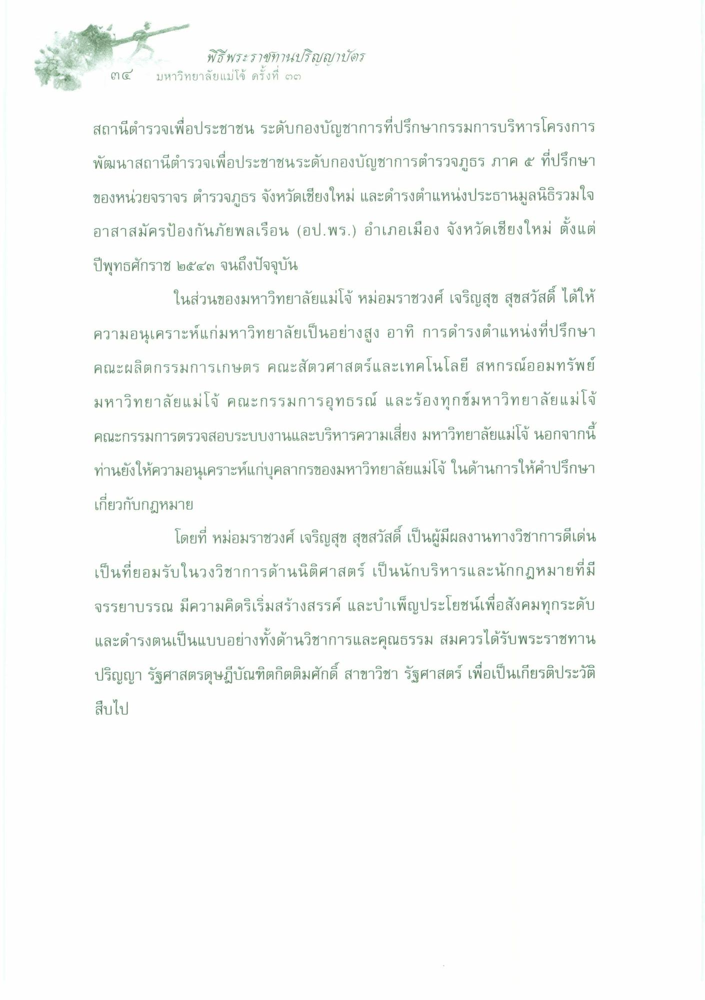 พิธีพระราชทานปริญญาบัตร
๓๔ มหาวิทยาลัยแม่โจ้ ครั้งที่ ๓๓
สถานีตำรวจเพื่อประชาชน ระดับกองบัญชาการที่ปรึกษากรรมการบริหารโครงการ
พัฒนาสถานีตำรวจเพื่อประชาชนระดับกองบัญชาการตำรวจภูธร ภาค ๕ ที่ปรึกษา
ของหน่วยจราจร ตำรวจภูธร จังหวัดเชียงใหม่ และดำรงตำแหน่งประธานมูลนิธิรวมใจ
อาสาสมัครป้องกันภัยพลเรือน (อป.พร.) อำเภอเมือง จังหวัดเชียงใหม่ ตั้งแต่
ปีพุทธศักราช ๒๕๔๓ จนถึงปัจจุบัน
ในส่วนของมหาวิทยาลัยแม่โจ้ หม่อมราชวงศ์ เจริญสุข สุขสวัสดิ์ ได้ให้
ความอนุเคราะห์แก่มหาวิทยาลัยเป็นอย่างสูง อาทิ การดำรงตำแหน่งที่ปรึกษา
คณะผลิตกรรมการเกษตร คณะสัตวศาสตร์และเทคโนโลยี สหกรณ์ออมทรัพย์
มหาวิทยาลัยแม่โจ้ คณะกรรมการอุทธรณ์ และร้องทุกข์มหาวิทยาลัยแม่โจ้
คณะกรรมการตรวจสอบระบบงานและบริหารความเสี่ยง มหาวิทยาลัยแม่โจ้ นอกจากนี้
ท่านยังให้ความอนุเคราะห์แก่บุคลากรของมหาวิทยาลัยแม่โจ้ ในด้านการให้คำปรึกษา
เกี่ยวกับกฎหมาย
โดยที่ หม่อมราชวงศ์ เจริญสุข สุขสวัสดิ์ เป็นผู้มีผลงานทางวิชาการดีเด่น
เป็นที่ยอมรับในวงวิชาการด้านนิติศาสตร์ เป็นนักบริหารและนักกฎหมายที่มี
จรรยาบรรณ มีความคิดริเริ่มสร้างสรรค์ และบำเพ็ญประโยชน์เพื่อสังคมทุกระดับ
และดำรงตนเป็นแบบอย่างทั้งด้านวิชาการและคุณธรรม สมควรได้รับพระราชทาน
ปริญญา รัฐศาสตรดุษฎีบัณฑิตกิตติมศักดิ์ สาขาวิชา รัฐศาสตร์ เพื่อเป็นเกียรติประวัติ
สืบไป